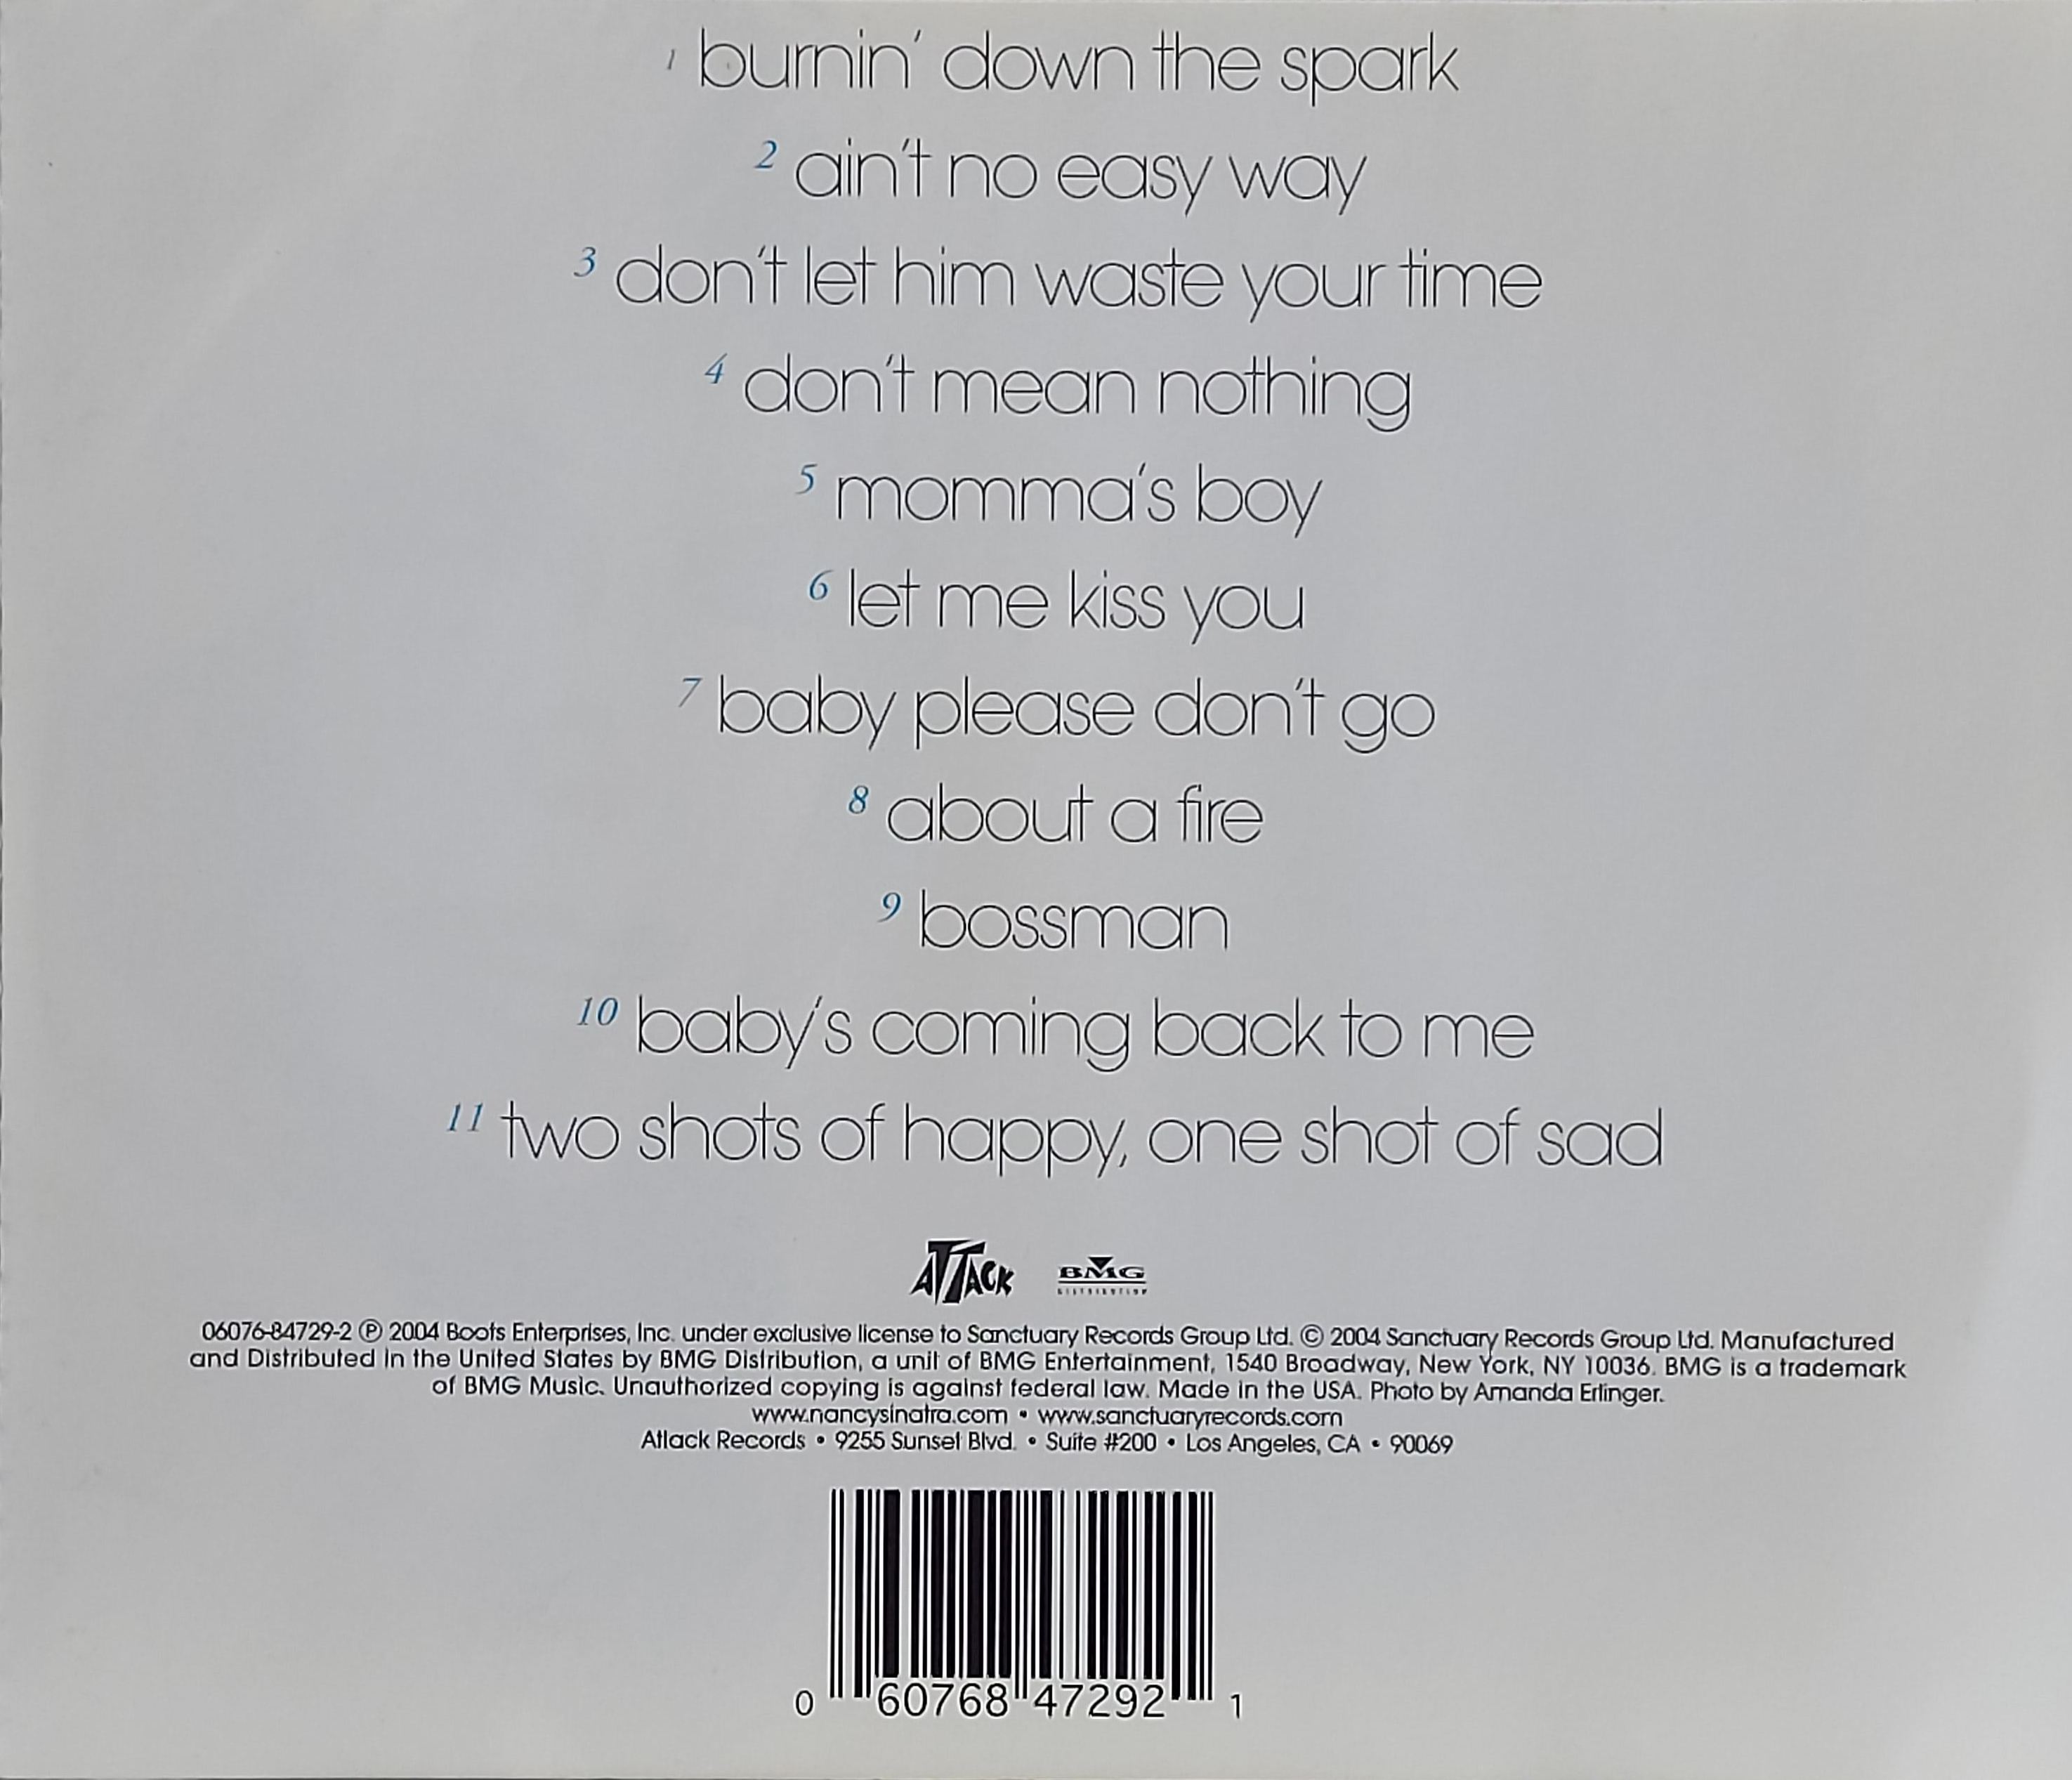 1 burnin' down the spark
2 ain't no easy way
3 don't let him waste your time
4 don't mean nothing
5 momma's boy
6 let me kiss you
7 baby please don't go
8 about a fire
9 bossman
10 baby's coming back to me
11 two shots of happy, one shot of sad
ATTACK BMG DISTRIBUTION
06076-84729-2 ℗ 2004 Boots Enterprises, Inc. under exclusive license to Sanctuary Records Group Ltd. © 2004 Sanctuary Records Group Ltd. Manufactured
and Distributed in the United States by BMG Distribution, a unit of BMG Entertainment, 1540 Broadway, New York, NY 10036. BMG is a trademark
of BMG Music. Unauthorized copying is against federal law. Made in the USA. Photo by Amanda Erlinger.
www.nancysinatra.com • www.sanctuaryrecords.com
Attack Records • 9255 Sunset Blvd. • Suite #200 • Los Angeles, CA • 90069
0 60768 47292 1